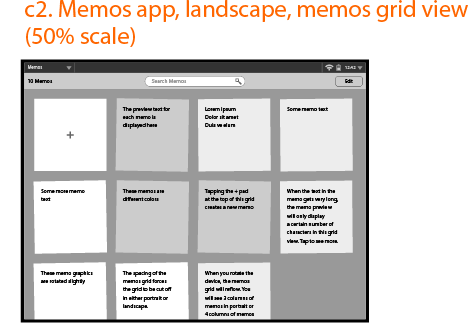 c2. Memos app, landscape, memos grid view
(50% scale)
Memos
12:45
10 Memos
Search Memos
Edit
+
The preview text for
each memo is
displayed here
Lorem Ipsum
Dolor sit amet
Duis ve elum
Some memo text
Some more memo
text
These memos are
different colors
Tapping the + pad
at the top of this grid
creates a new memo
When the text in the
memo gets very long,
the memo preview
will only display
a certain number of
characters in this grid
view. Tap to see more.
These memo graphics
are rotated slightly
The spacing of the
memos grid forces
the grid to be cut off
in either portrait or
landscape.
When you rotate the
device, the memos
grid will reflow. You
will see 3 columns of
memos in portrait or
4 columns of memos